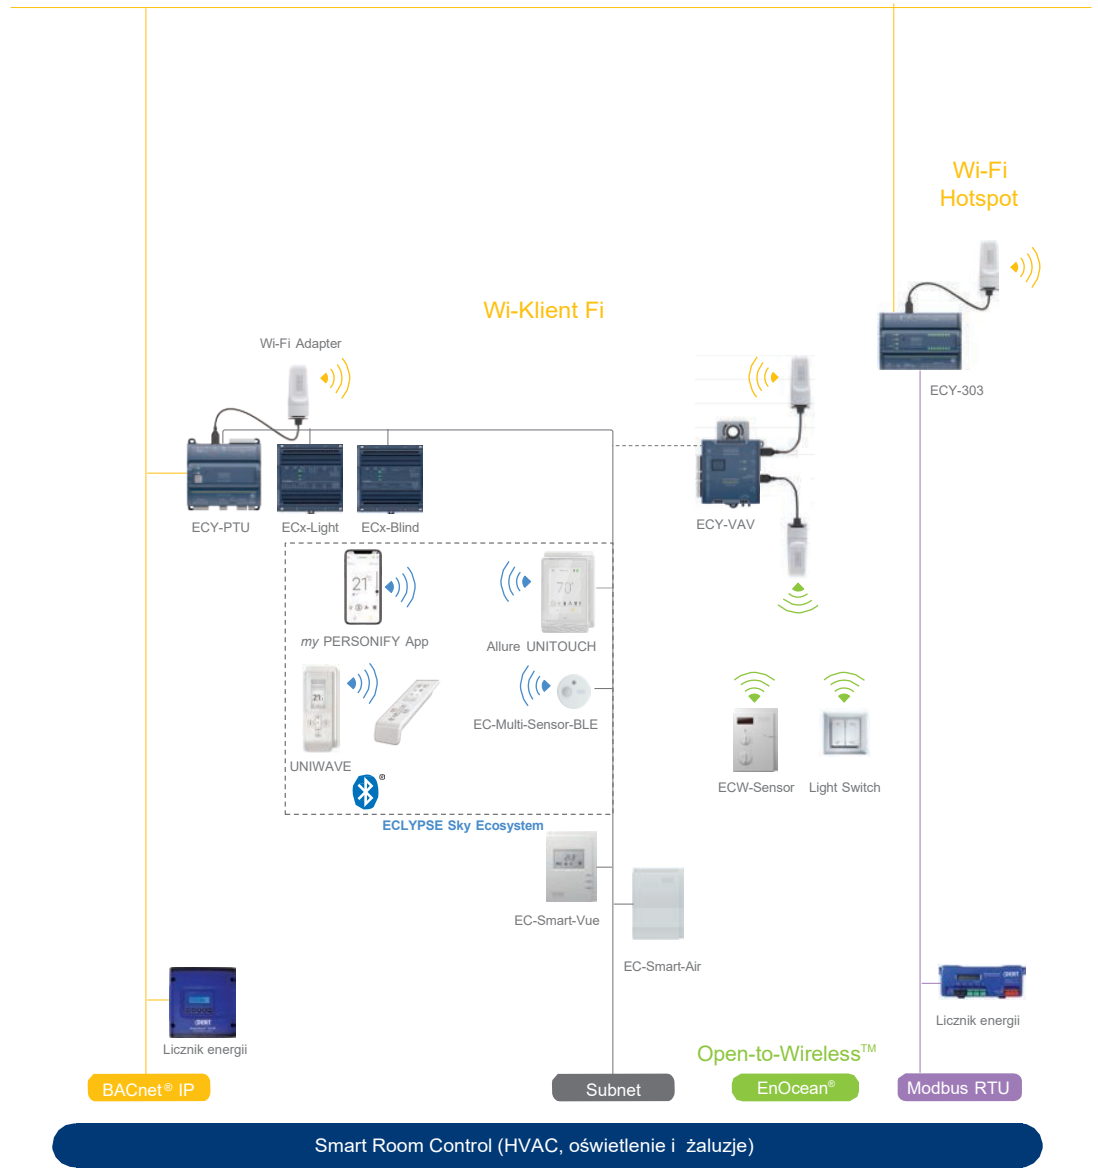 Wi-Fi
Hotspot
Wi-Klient Fi
Wi-Fi Adapter
ECY-303
ECY-PTU
ECx-Light
ECx-Blind
ECY-VAV
21°
70°
my PERSONIFY App
Allure UNITOUCH
21.
EC-Multi-Sensor-BLE
UNIWAVE
®
ECW-Sensor
Light Switch
ECLYPSE Sky Ecosystem
EC-Smart-Vue
EC-Smart-Air
DENT
DENT
Licznik energii
Licznik energii
Open-to-Wireless™
BACnet® IP
Subnet
EnOcean®
Modbus RTU
Smart Room Control (HVAC, oświetlenie i żaluzje)